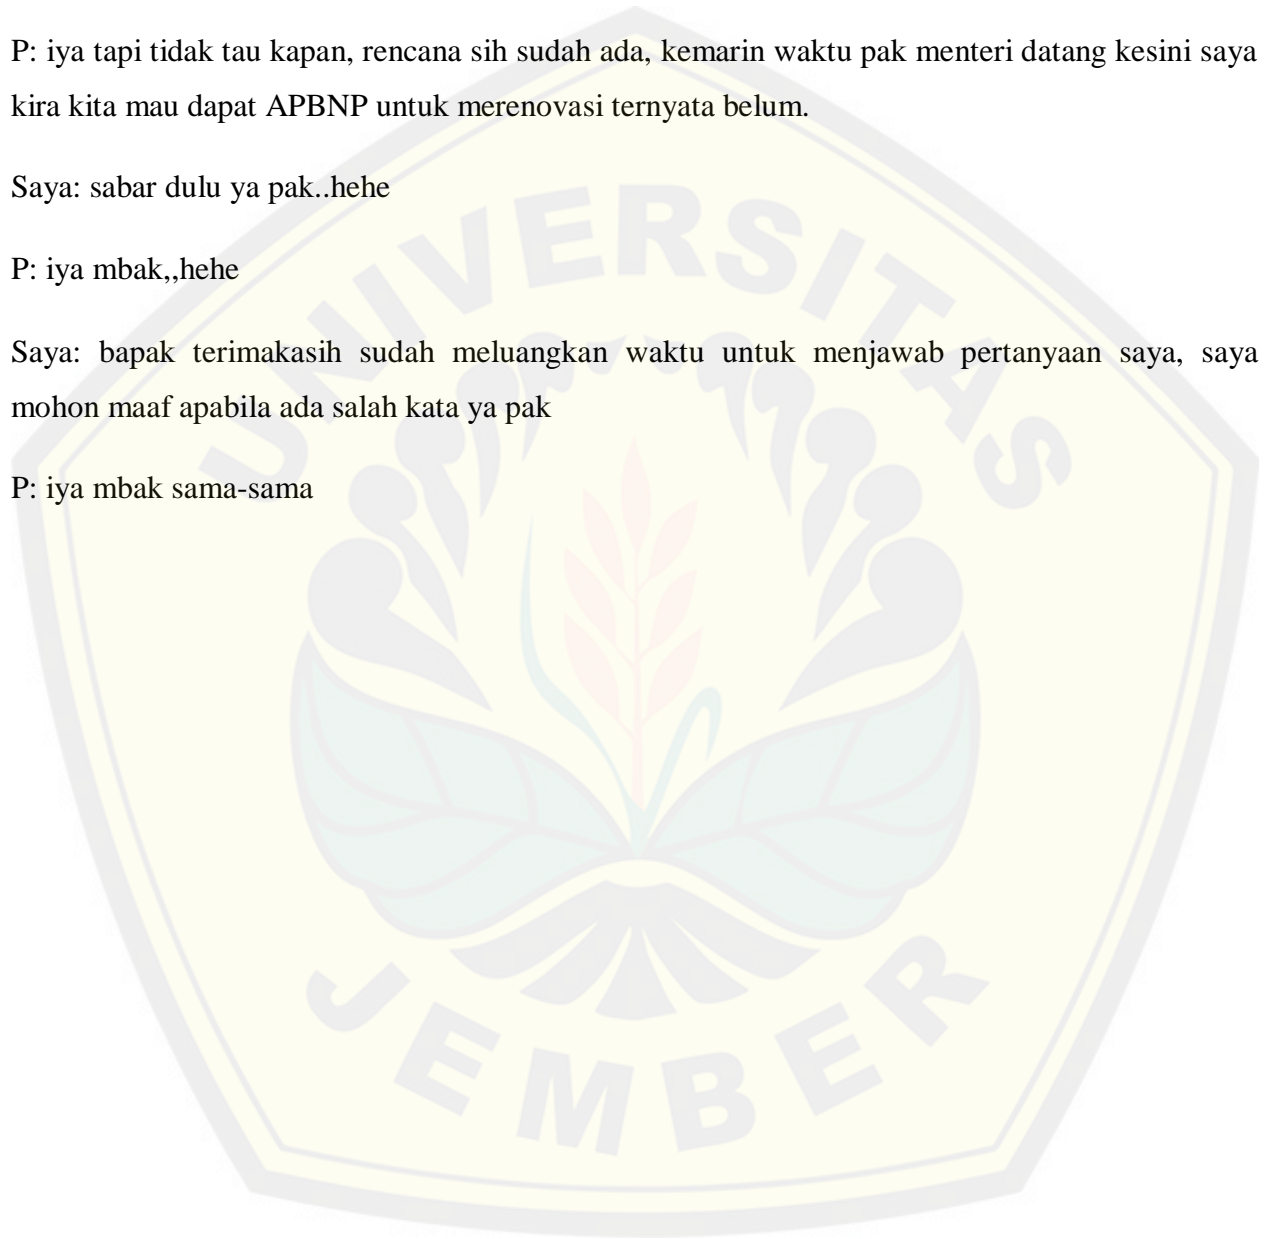 P: iya tapi tidak tau kapan, rencana sih sudah ada, kemarin waktu pak menteri datang kesini saya
kira kita mau dapat APBNP untuk merenovasi ternyata belum.
Saya: sabar dulu ya pak..hehe
P: iya mbak,,hehe
Saya: bapak terimakasih sudah meluangkan waktu untuk menjawab pertanyaan saya, saya
mohon maaf apabila ada salah kata ya pak
P: iya mbak sama-sama
UNIVERSITAS
JEMBER